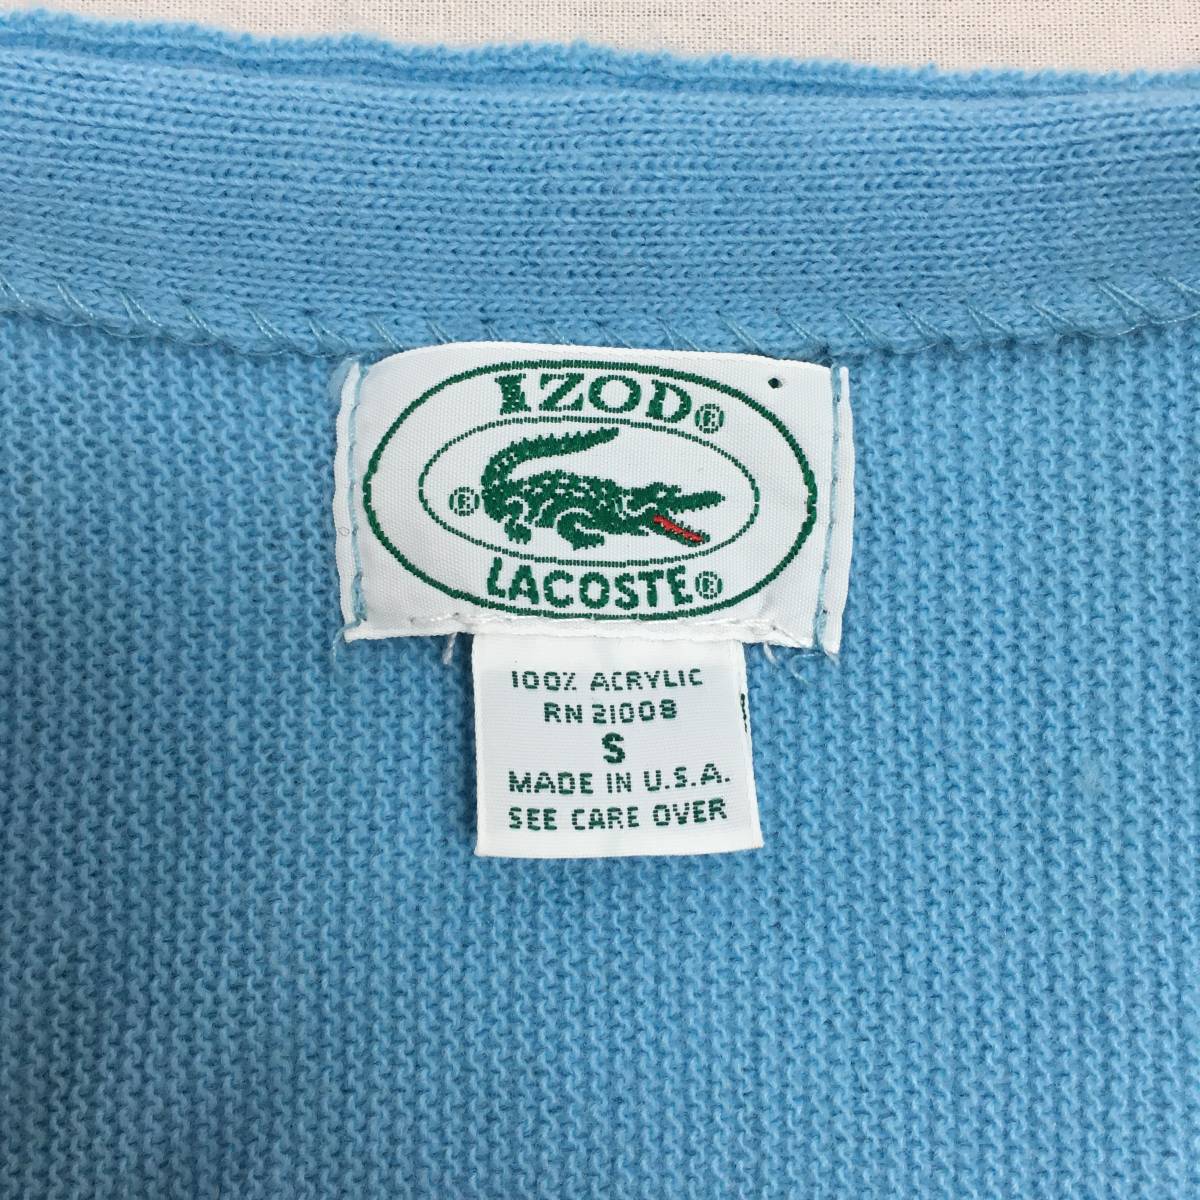 IZOD®
®
LACOSTE®
100% ACRYLIC
RN 21008
S
MADE IN U.S.A.
SEE CARE OVER